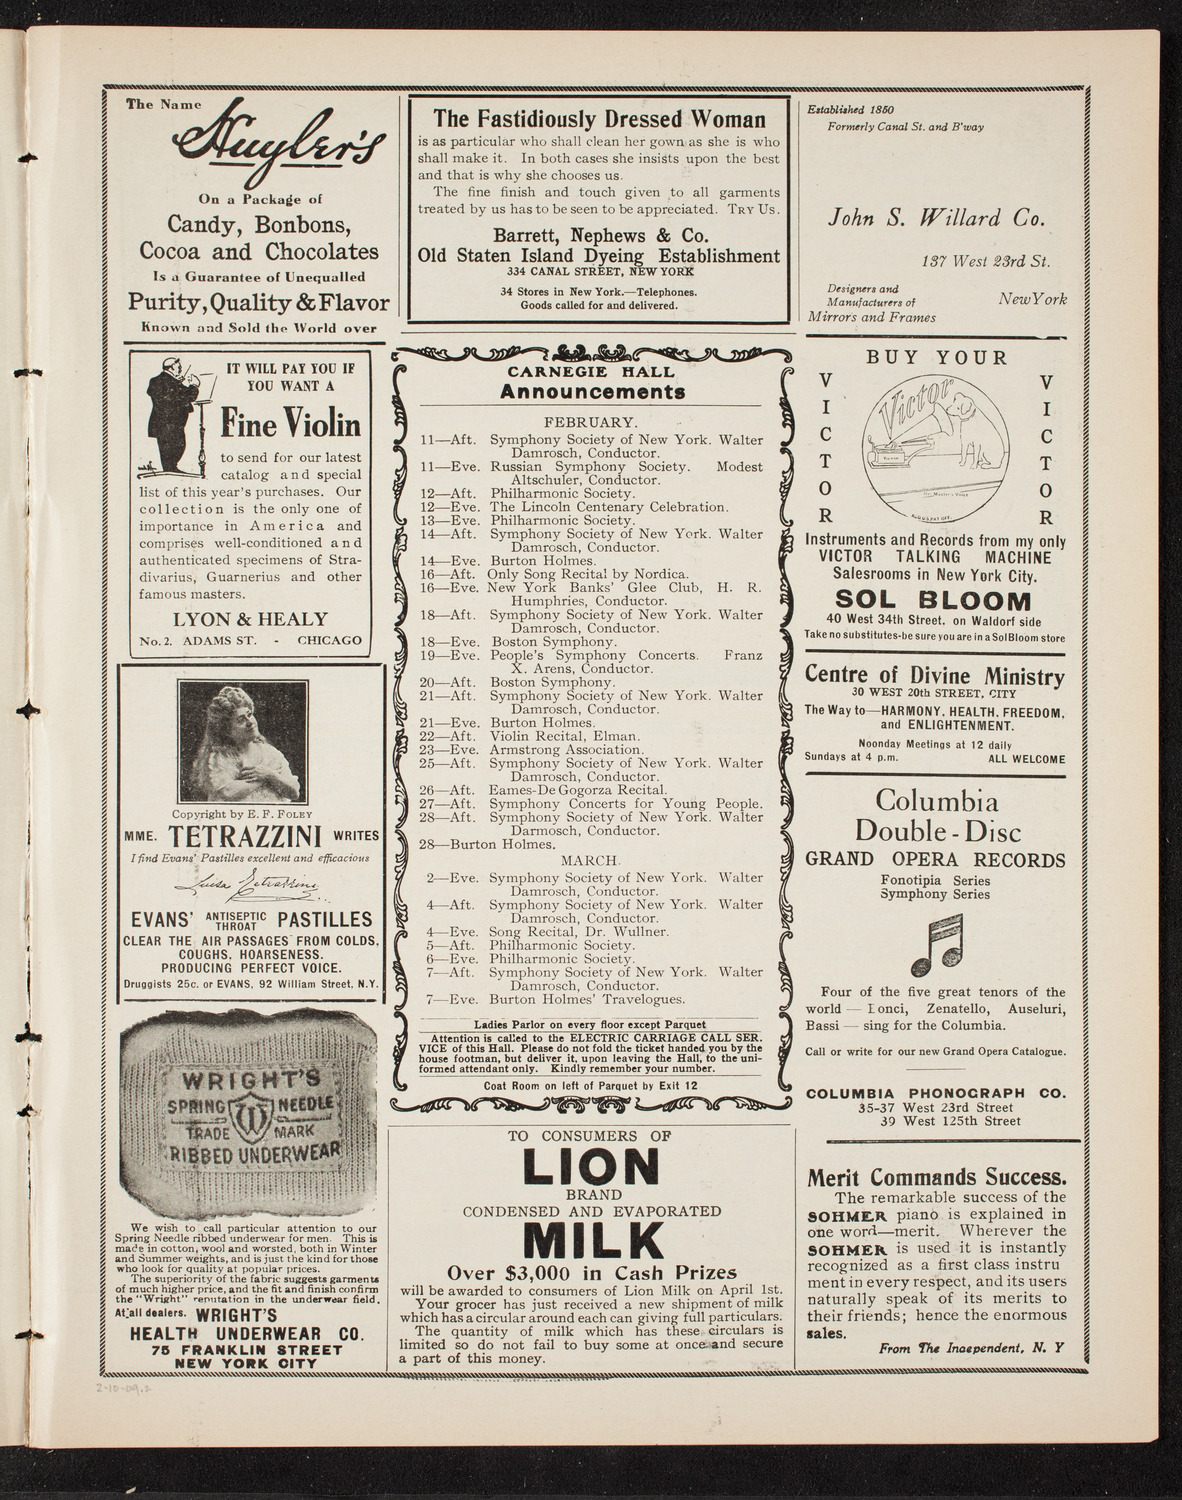 The Name
Huyler's
On a Package of
Candy, Bonbons,
Cocoa and Chocolates
Is a Guarantee of Unequalled
Purity, Quality & Flavor
Known and Sold the World over
The Fastidiously Dressed Woman
is as particular who shall clean her gown as she is who
shall make it. In both cases she insists upon the best
and that is why she chooses us.
The fine finish and touch given to all garments
treated by us has to be seen to be appreciated. TRY US.
Barrett, Nephews & Co.
Old Staten Island Dyeing Establishment
334 CANAL STREET, NEW YORK
34 Stores in New York.—Telephones.
Goods called for and delivered.
Established 1850
Formerly Canal St. and B'way
John S. Willard Co.
137 West 23rd St.
New York
Designers and
Manufacturers of
Mirrors and Frames
IT WILL PAY YOU IF
YOU WANT A
Fine Violin
to send for our latest
catalog and special
list of this year's purchases. Our
collection is the only one of
importance in America and
comprises well-conditioned and
authenticated specimens of Stra-
divarius, Guarnerius and other
famous masters.
LYON & HEALY
No. 2. ADAMS ST. - CHICAGO
Copyright by E. F. FOLEY
MME. TETRAZZINI WRITES
I find Evans' Pastilles excellent and efficacious
Luisa Tetrazzini
EVANS' ANTISEPTIC THROAT PASTILLES
CLEAR THE AIR PASSAGES FROM COLDS,
COUGHS, HOARSENESS.
PRODUCING PERFECT VOICE.
Druggists 25c. or EVANS, 92 William Street, N.Y.
WRIGHT'S
SPRING NEEDLE
TRADE MARK
RIBBED UNDERWEAR
We wish to call particular attention to our
Spring Needle ribbed underwear for men. This is
made in cotton, wool and worsted, both in Winter
and Summer weights, and is just the kind for those
who look for quality at popular prices.
The superiority of the fabric suggests garments
of much higher price, and the fit and finish confirm
the "Wright" reputation in the underwear field.
At all dealers. WRIGHT'S
HEALTH UNDERWEAR CO.
75 FRANKLIN STREET
NEW YORK CITY
CARNEGIE HALL
Announcements
FEBRUARY.
11—Aft. Symphony Society of New York. Walter
Damrosch, Conductor.
11—Eve. Russian Symphony Society. Modest
Altschuler, Conductor.
12—Aft. Philharmonic Society.
12—Eve. The Lincoln Centenary Celebration.
13—Eve. Philharmonic Society.
14—Aft. Symphony Society of New York. Walter
Damrosch, Conductor.
14—Eve. Burton Holmes.
16—Aft. Only Song Recital by Nordica.
16—Eve. New York Banks' Glee Club, H. R.
Humphries, Conductor.
18—Aft. Symphony Society of New York. Walter
Damrosch, Conductor.
18—Eve. Boston Symphony.
19—Eve. People's Symphony Concerts. Franz
X. Arens, Conductor.
20—Aft. Boston Symphony.
21—Aft. Symphony Society of New York. Walter
Damrosch, Conductor.
21—Eve. Burton Holmes.
22—Aft. Violin Recital, Elman.
23—Eve. Armstrong Association.
25—Aft. Symphony Society of New York. Walter
Damrosch, Conductor.
26—Aft. Eames-De Gogorza Recital.
27—Aft. Symphony Concerts for Young People.
28—Aft. Symphony Society of New York. Walter
Darmosch, Conductor.
28—Burton Holmes.
MARCH.
2—Eve. Symphony Society of New York. Walter
Damrosch, Conductor.
4—Aft. Symphony Society of New York. Walter
Damrosch, Conductor.
4—Eve. Song Recital, Dr. Wullner.
5—Aft. Philharmonic Society.
6—Eve. Philharmonic Society.
7—Aft. Symphony Society of New York. Walter
Damrosch, Conductor.
7—Eve. Burton Holmes' Travelogues.
Ladies Parlor on every floor except Parquet
Attention is called to the ELECTRIC CARRIAGE CALL SER.
VICE of this Hall. Please do not fold the ticket handed you by the
house footman, but deliver it, upon leaving the Hall, to the uni-
formed attendant only. Kindly remember your number.
Coat Room on left of Parquet by Exit 12
TO CONSUMERS OF
LION
BRAND
CONDENSED AND EVAPORATED
MILK
Over $3,000 in Cash Prizes
will be awarded to consumers of Lion Milk on April 1st.
Your grocer has just received a new shipment of milk
which has a circular around each can giving full particulars.
The quantity of milk which has these circulars is
limited so do not fail to buy some at once and secure
a part of this money.
BUY YOUR
VICTOR
Victor
His Master's Voice
VICTOR
Instruments and Records from my only
VICTOR TALKING MACHINE
Salesrooms in New York City.
SOL BLOOM
40 West 34th Street, on Waldorf side
Take no substitutes-be sure you are in a Sol Bloom store
Centre of Divine Ministry
30 WEST 20th STREET, CITY
The Way to—HARMONY, HEALTH, FREEDOM,
and ENLIGHTENMENT.
Noonday Meetings at 12 daily
Sundays at 4 p.m. ALL WELCOME
Columbia
Double-Disc
GRAND OPERA RECORDS
Fonotipia Series
Symphony Series
Four of the five great tenors of the
world — Bonci, Zenatello, Auseluri,
Bassi — sing for the Columbia.
Call or write for our new Grand Opera Catalogue.
COLUMBIA PHONOGRAPH CO.
35-37 West 23rd Street
39 West 125th Street
Merit Commands Success.
The remarkable success of the
SOHMER piano is explained in
one word—merit. Wherever the
SOHMER is used it is instantly
recognized as a first class instru
ment in every respect, and its users
naturally speak of its merits to
their friends; hence the enormous
sales.
From The Independent, N. Y
2-10-09.2